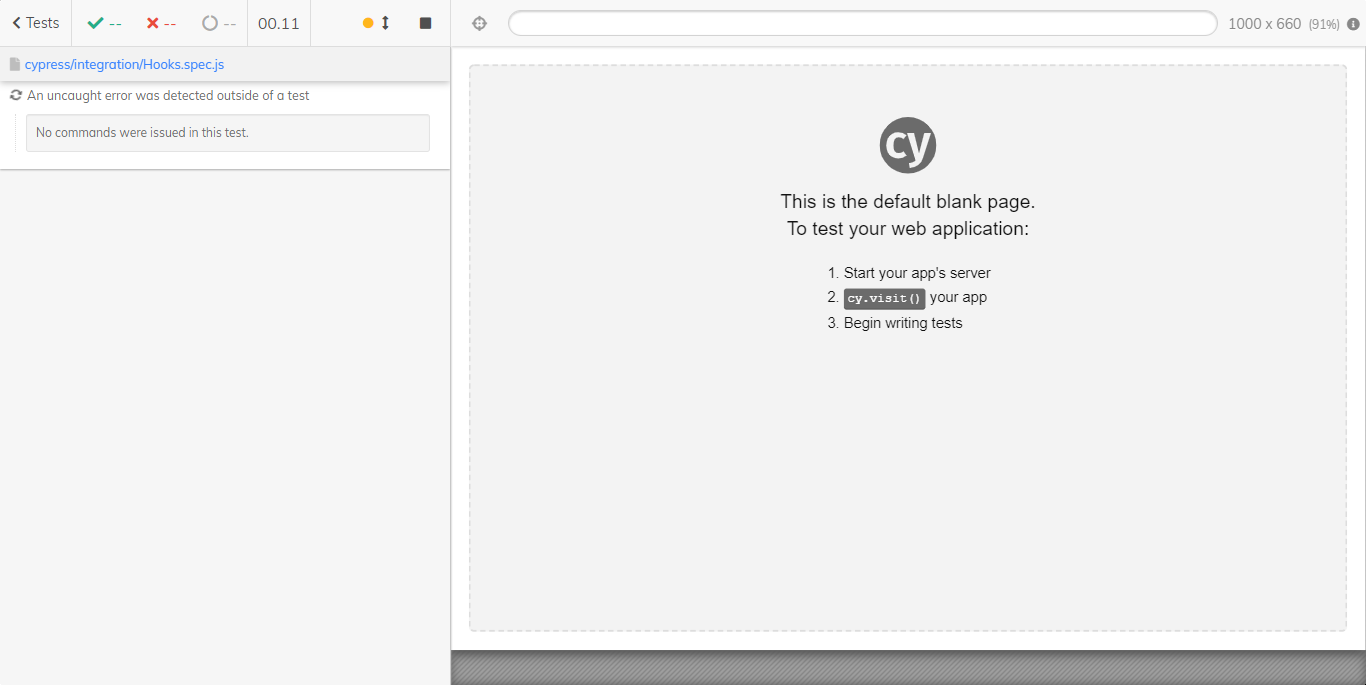 Tests -- -- -- 00.11
cypress/integration/Hooks.spec.js
An uncaught error was detected outside of a test
No commands were issued in this test.
1000 x 660 (91%)
cy
This is the default blank page.
To test your web application:
1. Start your app's server
2. cy.visit() your app
3. Begin writing tests